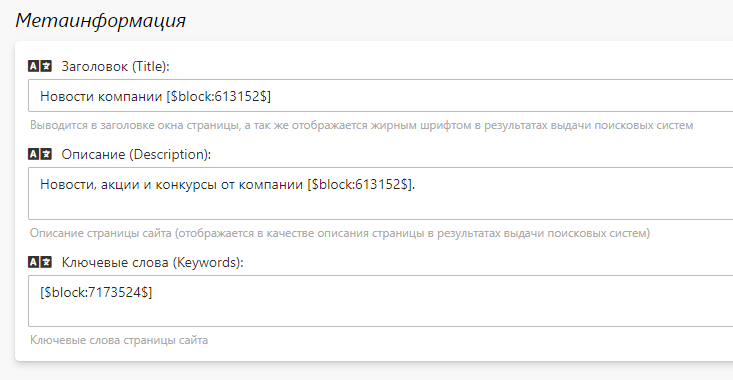 Метаинформация
Заголовок (Title):
Новости компании [$block:613152$]
Выводится в заголовке окна страницы, а так же отображается жирным шрифтом в результатах выдачи поисковых систем
Описание (Description):
Новости, акции и конкурсы от компании [$block:613152$].
Описание страницы сайта (отображается в качестве описания страницы в результатах выдачи поисковых систем)
Ключевые слова (Keywords):
[$block:7173524$]
Ключевые слова страницы сайта